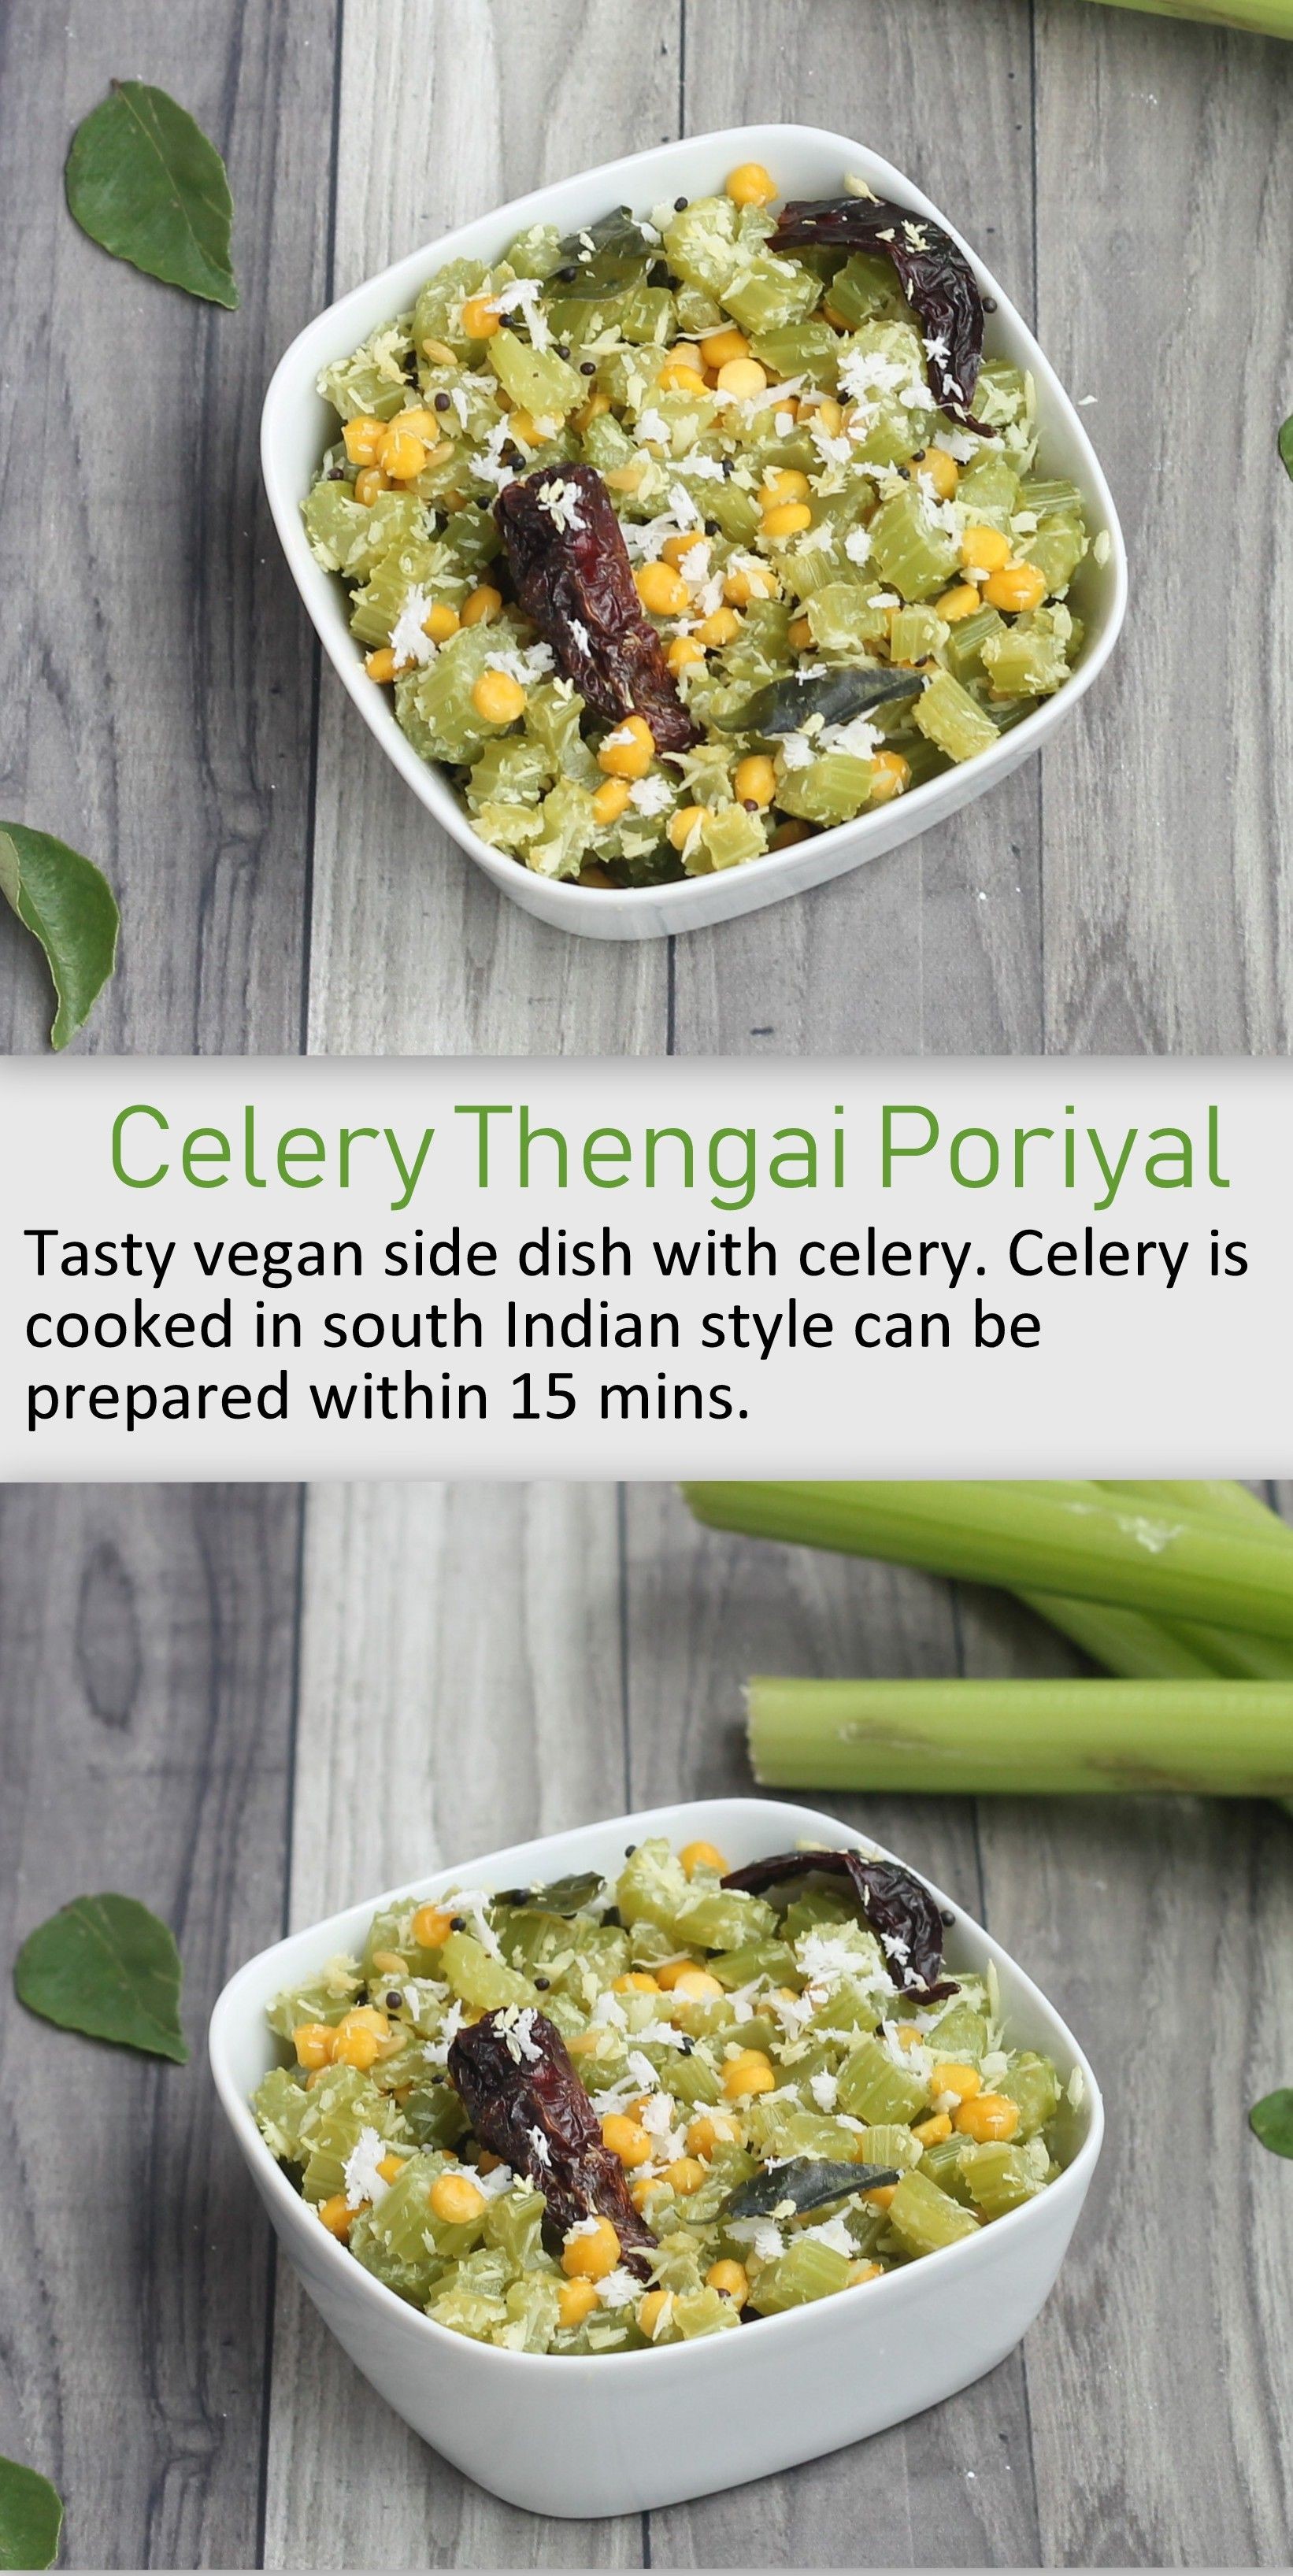 Celery Thengai Poriyal
Tasty vegan side dish with celery. Celery is
cooked in south Indian style can be
prepared within 15 mins.